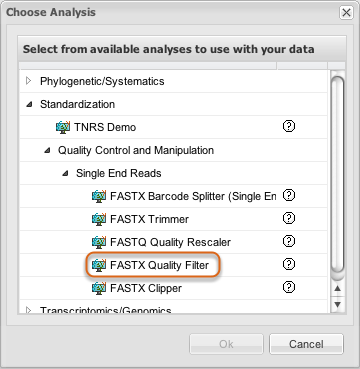 Choose Analysis
Select from available analyses to use with your data
Phylogenetic/Systematics
Standardization
TNRS Demo
Quality Control and Manipulation
Single End Reads
FASTX Barcode Splitter (Single En
FASTX Trimmer
FASTQ Quality Rescaler
FASTX Quality Filter
FASTX Clipper
Transcriptomics/Genomics
Ok
Cancel